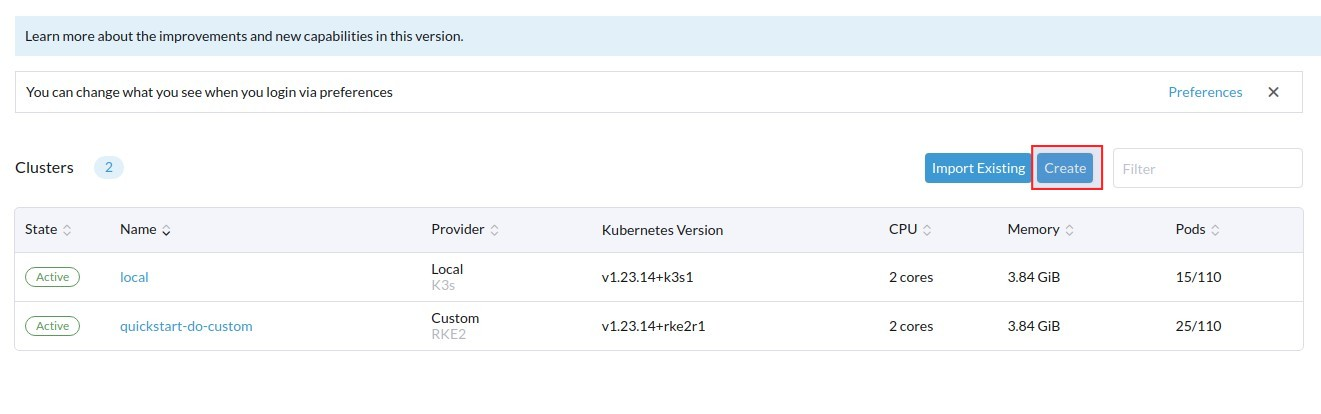 Learn more about the improvements and new capabilities in this version.
You can change what you see when you login via preferences Preferences ✕
Clusters 2 Import Existing Create Filter
State Name Provider Kubernetes Version CPU Memory Pods
Active local Local v1.23.14+k3s1 2 cores 3.84 GiB 15/110
K3s
Active quickstart-do-custom Custom v1.23.14+rke2r1 2 cores 3.84 GiB 25/110
RKE2